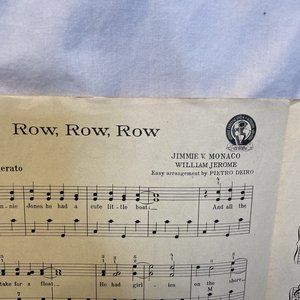 Row, Row, Row
JIMMIE V. MONACO
WILLIAM JEROME
Easy arrangement by PIETRO DEIRO
erato
nie Jones he had a cute lit - tle boat And all the
take for a float He had girl - ies on the shore